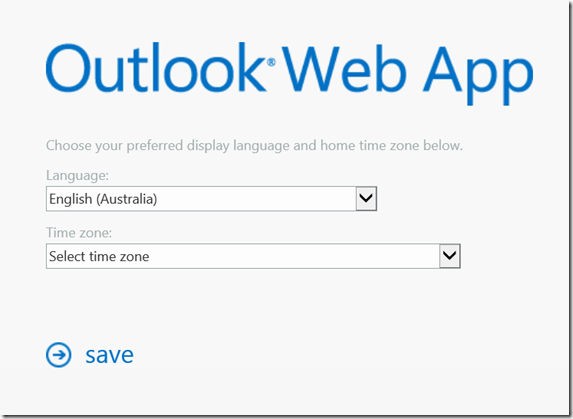 Outlook® Web App
Choose your preferred display language and home time zone below.
Language:
English (Australia)
Time zone:
Select time zone
save